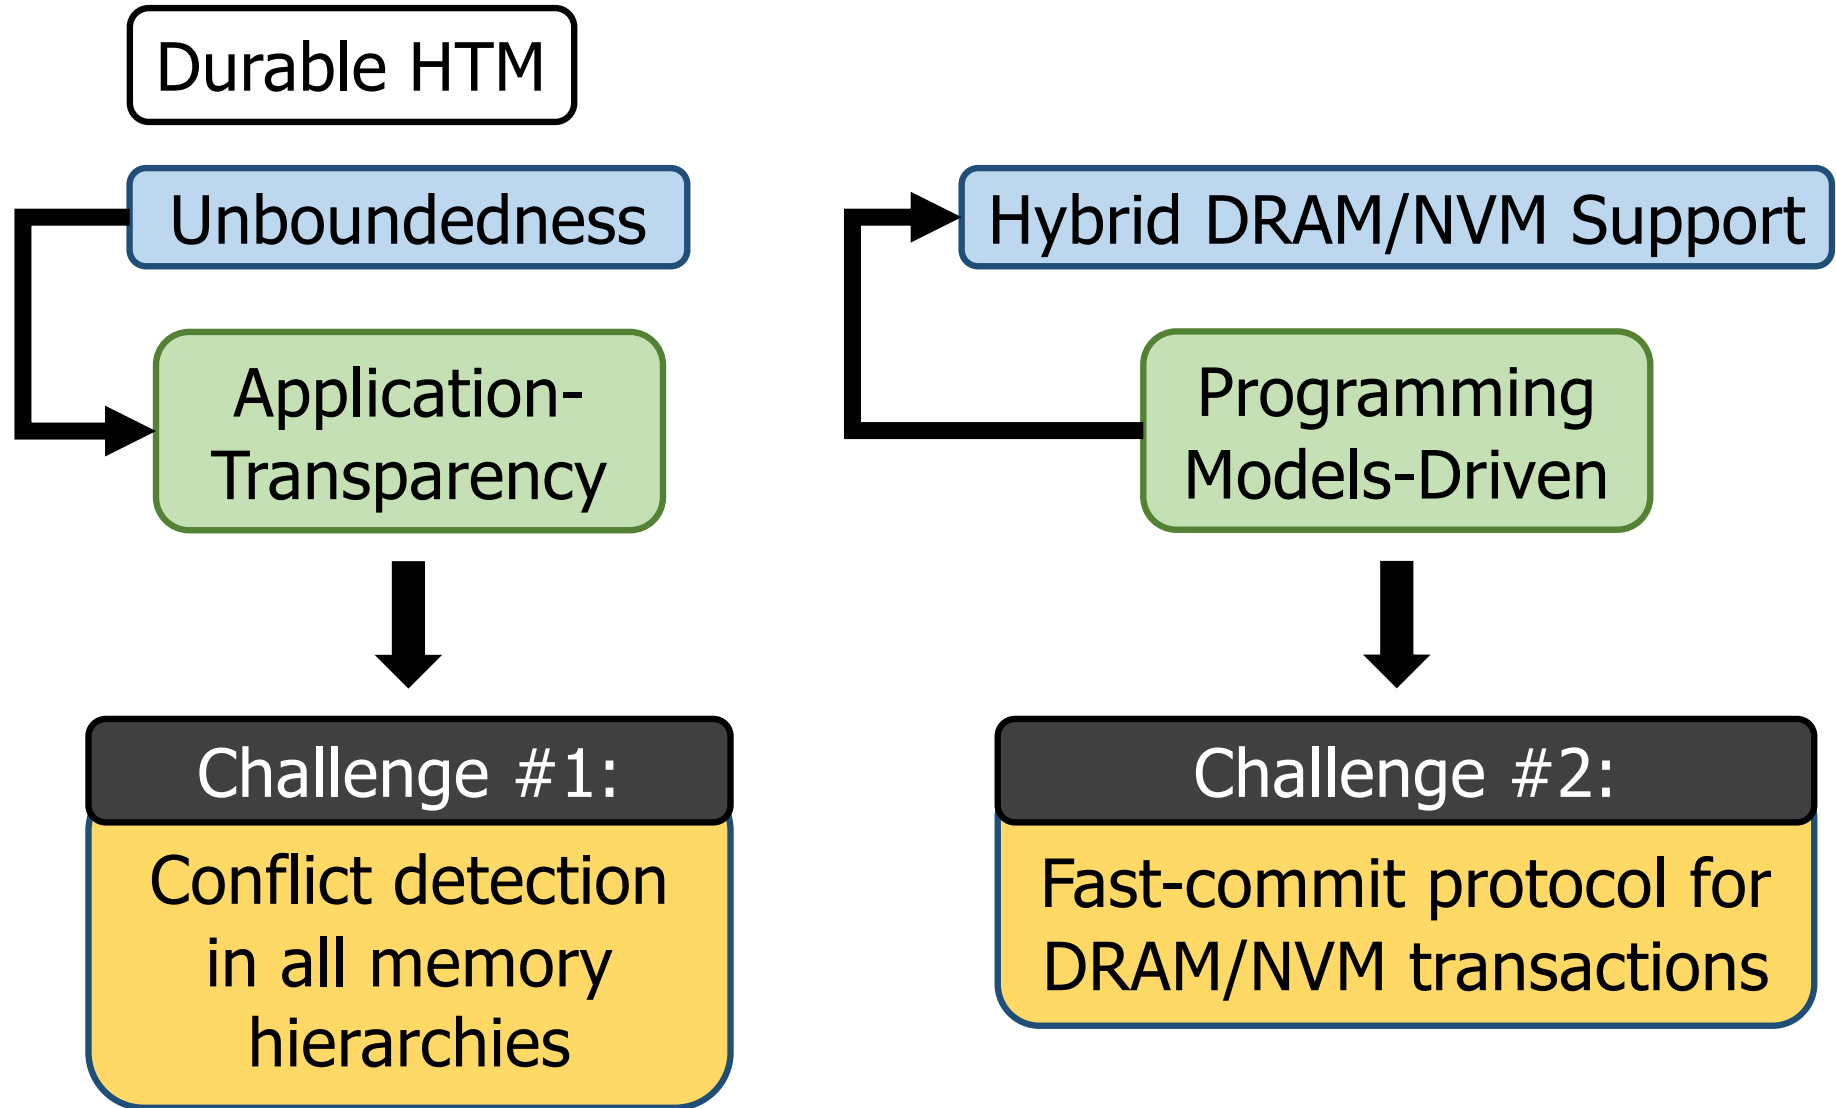 Durable HTM
Unboundedness
Application-
Transparency
Challenge #1:
Conflict detection
in all memory
hierarchies
Hybrid DRAM/NVM Support
Programming
Models-Driven
Challenge #2:
Fast-commit protocol for
DRAM/NVM transactions